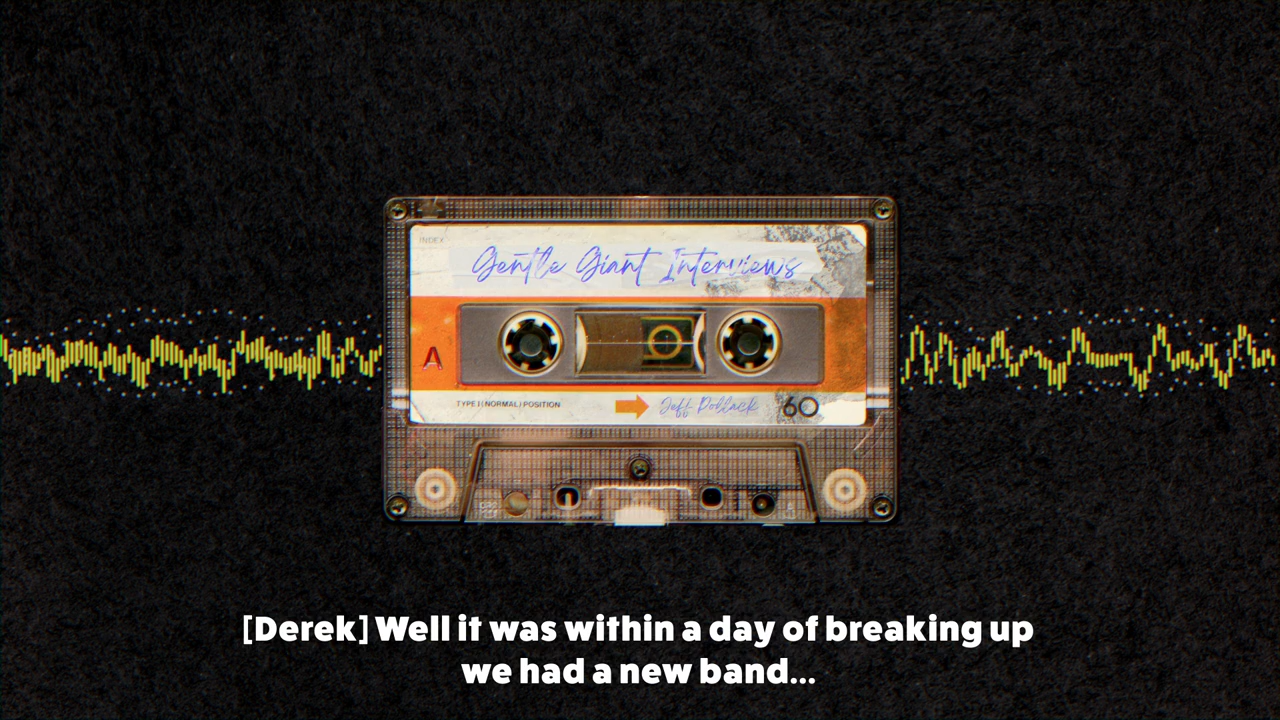 INDEX
Gentle Giant Interviews
A
TYPE I (NORMAL) POSITION
Jeff Pollack
60
[Derek] Well it was within a day of breaking up
we had a new band...